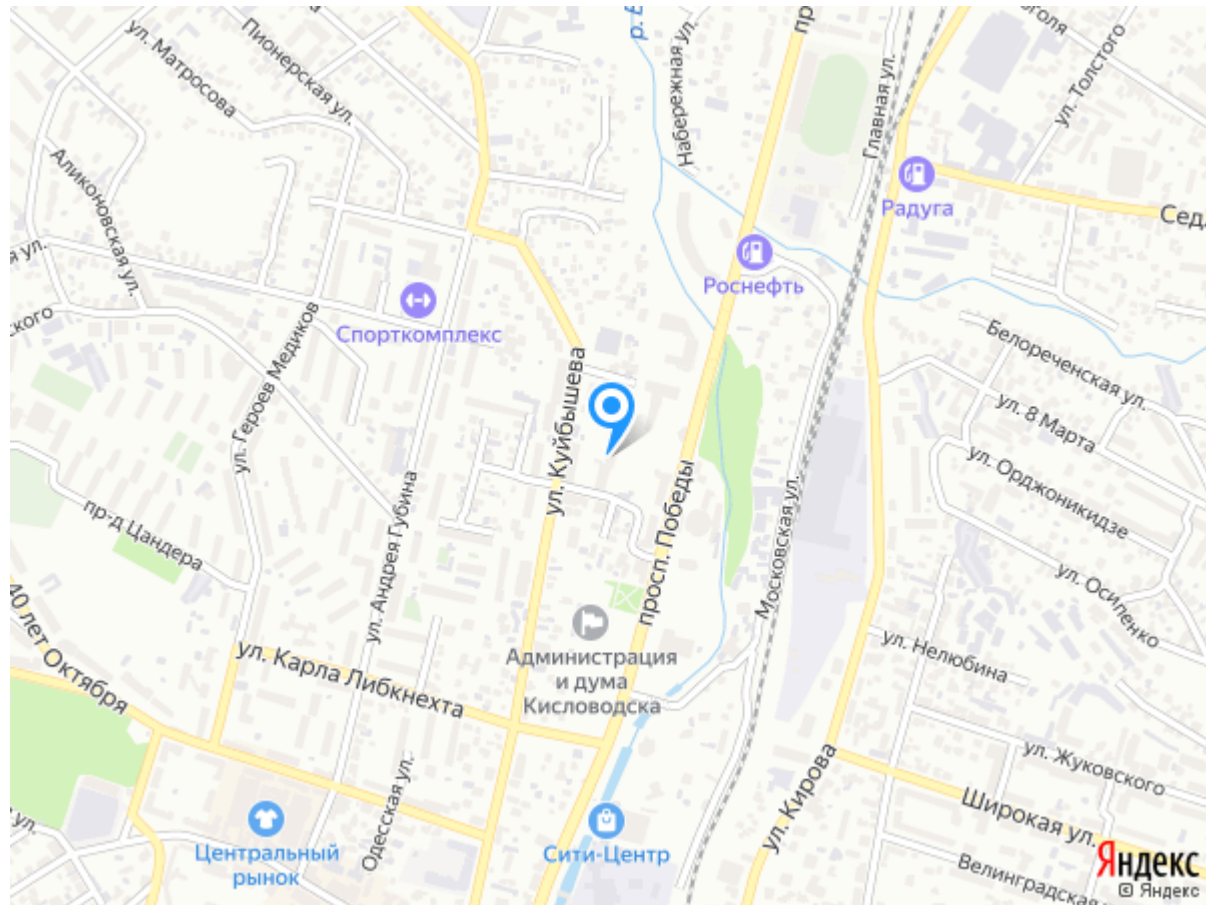 ул. Матросова
Пионерская ул.
Набережная ул.
Главная ул.
ул. Толстого
Аликоновская ул.
Радуга
Роснефть
Спорткомплекс
ул. Героев Медиков
ул. Куйбышева
Белореченская ул.
ул. 8 Марта
ул. Орджоникидзе
ул. Осипенко
пр-д Цандера
ул. Андрея Губина
просп. Победы
Московская ул.
40 лет Октября
ул. Карла Либкнехта
Администрация
и дума
Кисловодска
ул. Нелюбина
ул. Жуковского
ул. Кирова
Широкая ул.
Одесская ул.
Центральный
рынок
Сити-Центр
Велинградская
Яндекс
© Яндекс